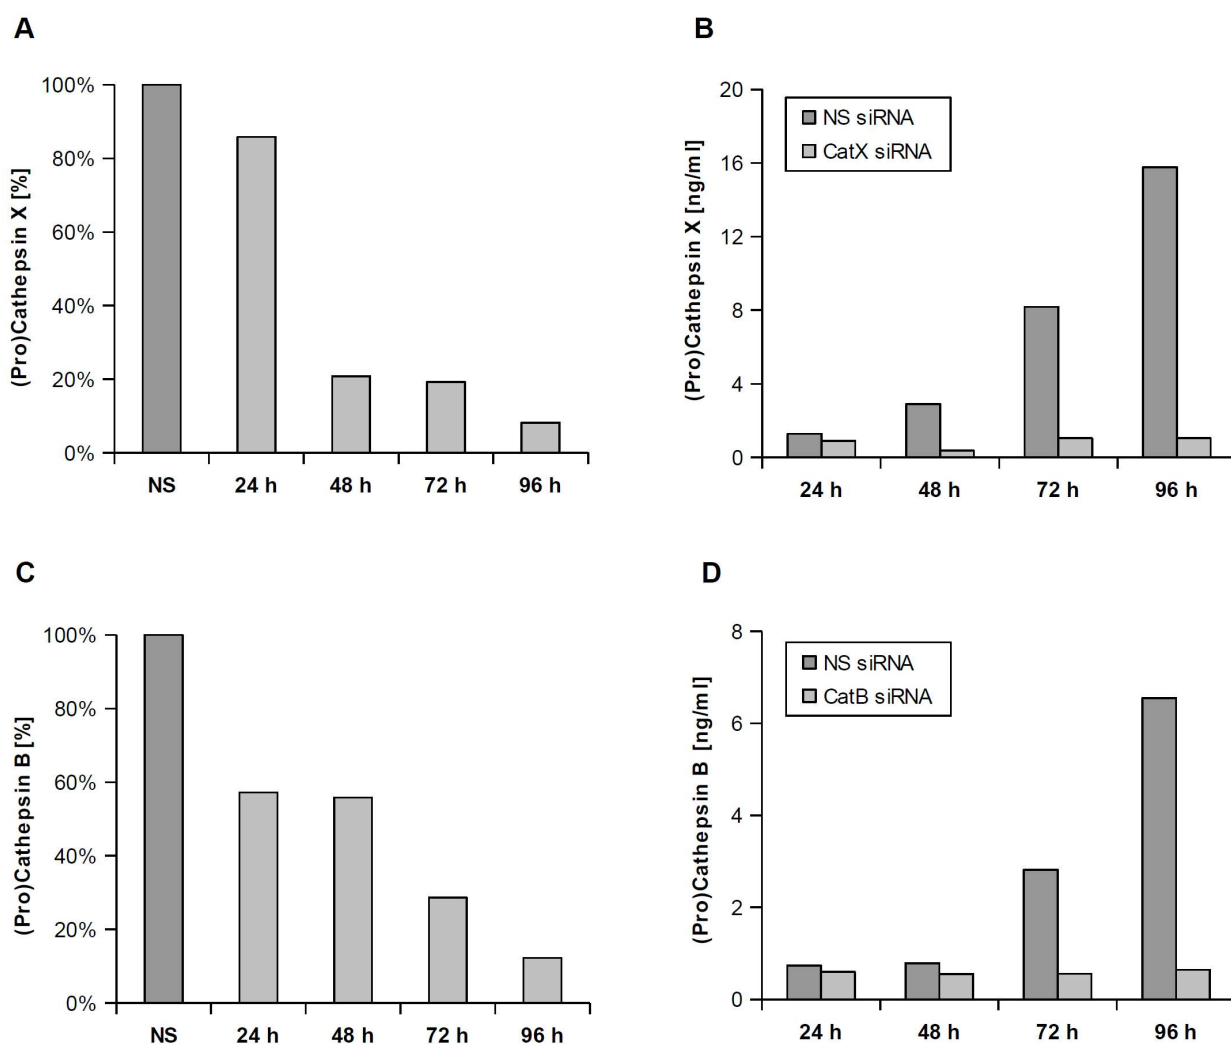 A
(Pro)Cathepsin X [%]
100%
80%
60%
40%
20%
0%
NS 24 h 48 h 72 h 96 h
B
(Pro)Cathepsin X [ng/ml]
20
16
12
8
4
0
NS siRNA
CatX siRNA
24 h 48 h 72 h 96 h
C
(Pro)Cathepsin B [%]
100%
80%
60%
40%
20%
0%
NS 24 h 48 h 72 h 96 h
D
(Pro)Cathepsin B [ng/ml]
8
6
4
2
0
NS siRNA
CatB siRNA
24 h 48 h 72 h 96 h